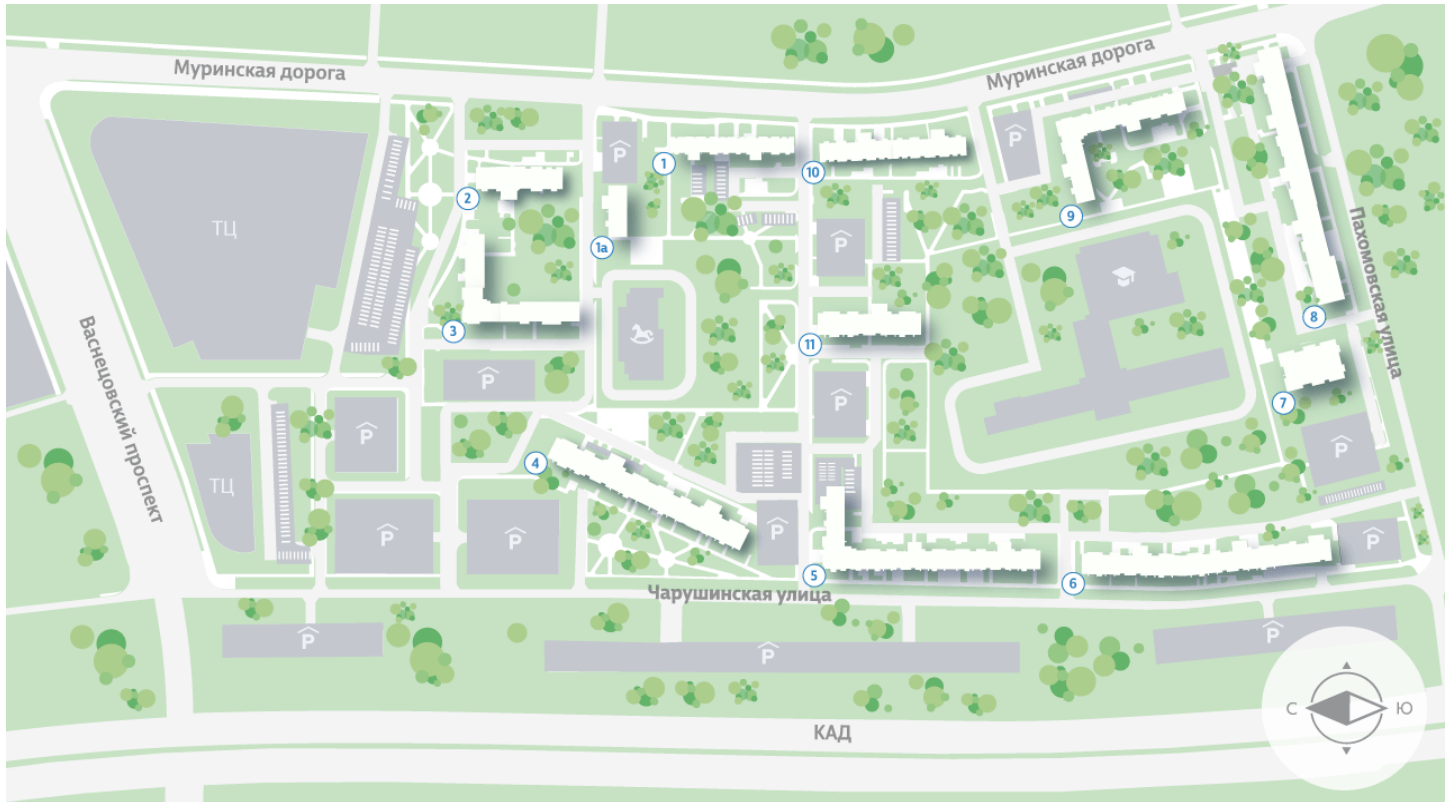 Муринская дорога
Муринская дорога
P
1
10
2
P
9
1а
ТЦ
P
Пахомовская улица
8
3
11
Васнецовский проспект
P
P
7
P
4
P
ТЦ
P
P
P
P
5
6
Чарушинская улица
P
P
P
С
Ю
КАД